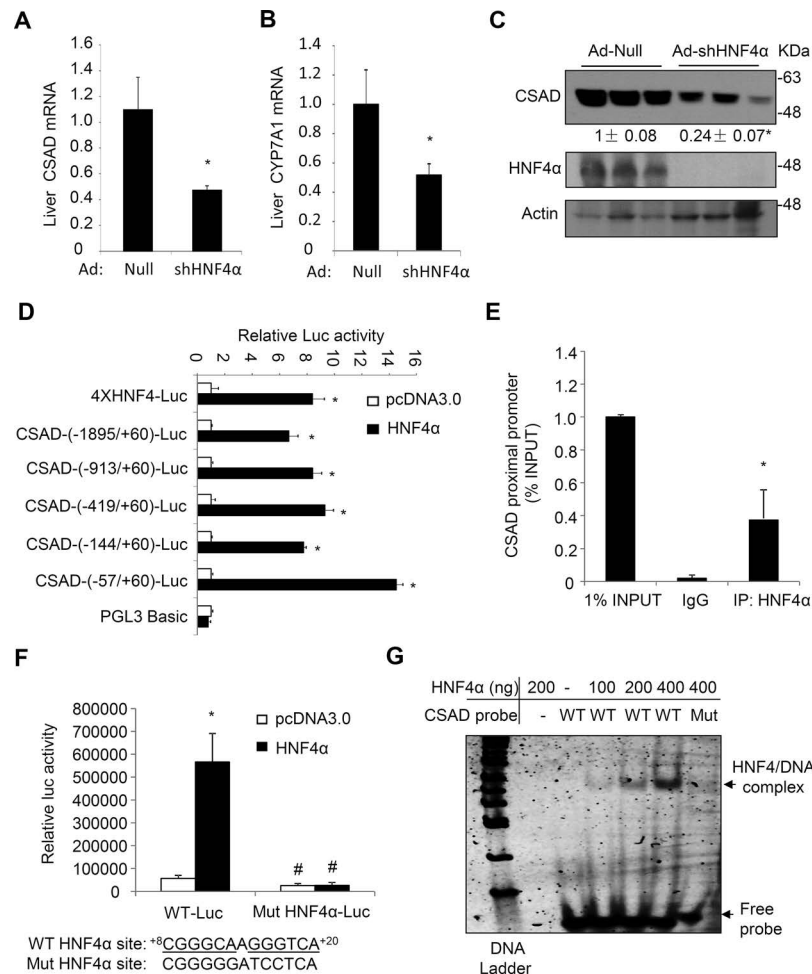 A
Liver CSAD mRNA
1.4
1.2
1.0
0.8
0.6
0.4
0.2
0
*
Ad: Null shHNF4α
B
Liver CYP7A1 mRNA
1.4
1.2
1.0
0.8
0.6
0.4
0.2
0
*
Ad: Null shHNF4α
C
Ad-Null Ad-shHNF4α KDa
CSAD
-63
-48
1± 0.08 0.24± 0.07*
HNF4α
-48
Actin
D
Relative Luc activity
0 2 4 6 8 10 12 14 16
4XHNF4-Luc *
CSAD-(-1895/+60)-Luc *
CSAD-(-913/+60)-Luc *
CSAD-(-419/+60)-Luc *
CSAD-(-144/+60)-Luc *
CSAD-(-57/+60)-Luc *
PGL3 Basic
pcDNA3.0
HNF4α
E
CSAD proximal promoter
(% INPUT)
1.4
1.2
1.0
0.8
0.6
0.4
0.2
0
*
1% INPUT IgG IP: HNF4α
F
Relative luc activity
800000
700000
600000
500000
400000
300000
200000
100000
0
*
# #
pcDNA3.0
HNF4α
WT-Luc Mut HNF4α-Luc
WT HNF4α site: +8CGGGCAAGGGTCA+20
Mut HNF4α site: CGGGGGATCCTCA
G
HNF4α (ng) 200 - 100 200 400 400
CSAD probe - WT WT WT WT Mut
HNF4/DNA
complex
Free
probe
DNA
Ladder